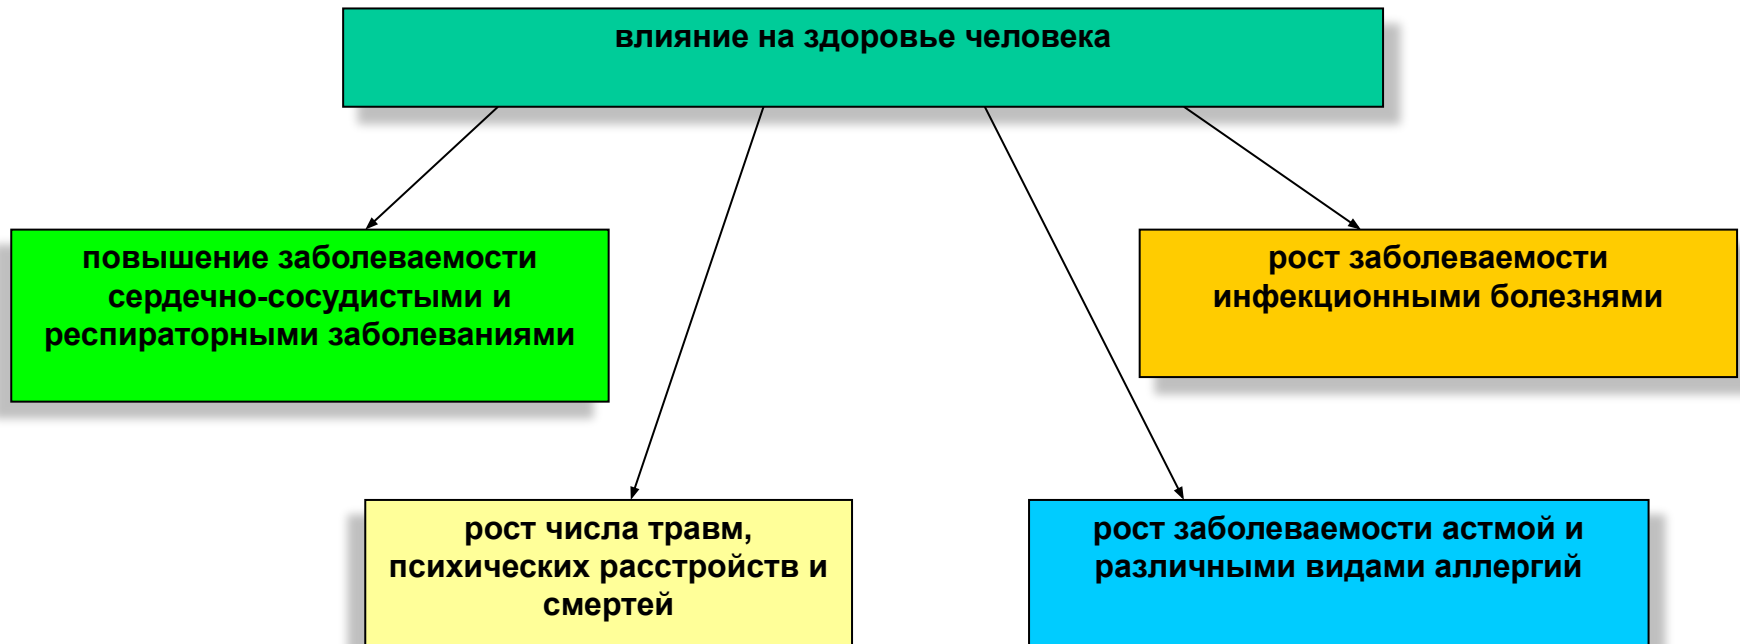 влияние на здоровье человека
повышение заболеваемости
сердечно-сосудистыми и
респираторными заболеваниями
рост заболеваемости
инфекционными болезнями
рост числа травм,
психических расстройств и
смертей
рост заболеваемости астмой и
различными видами аллергий